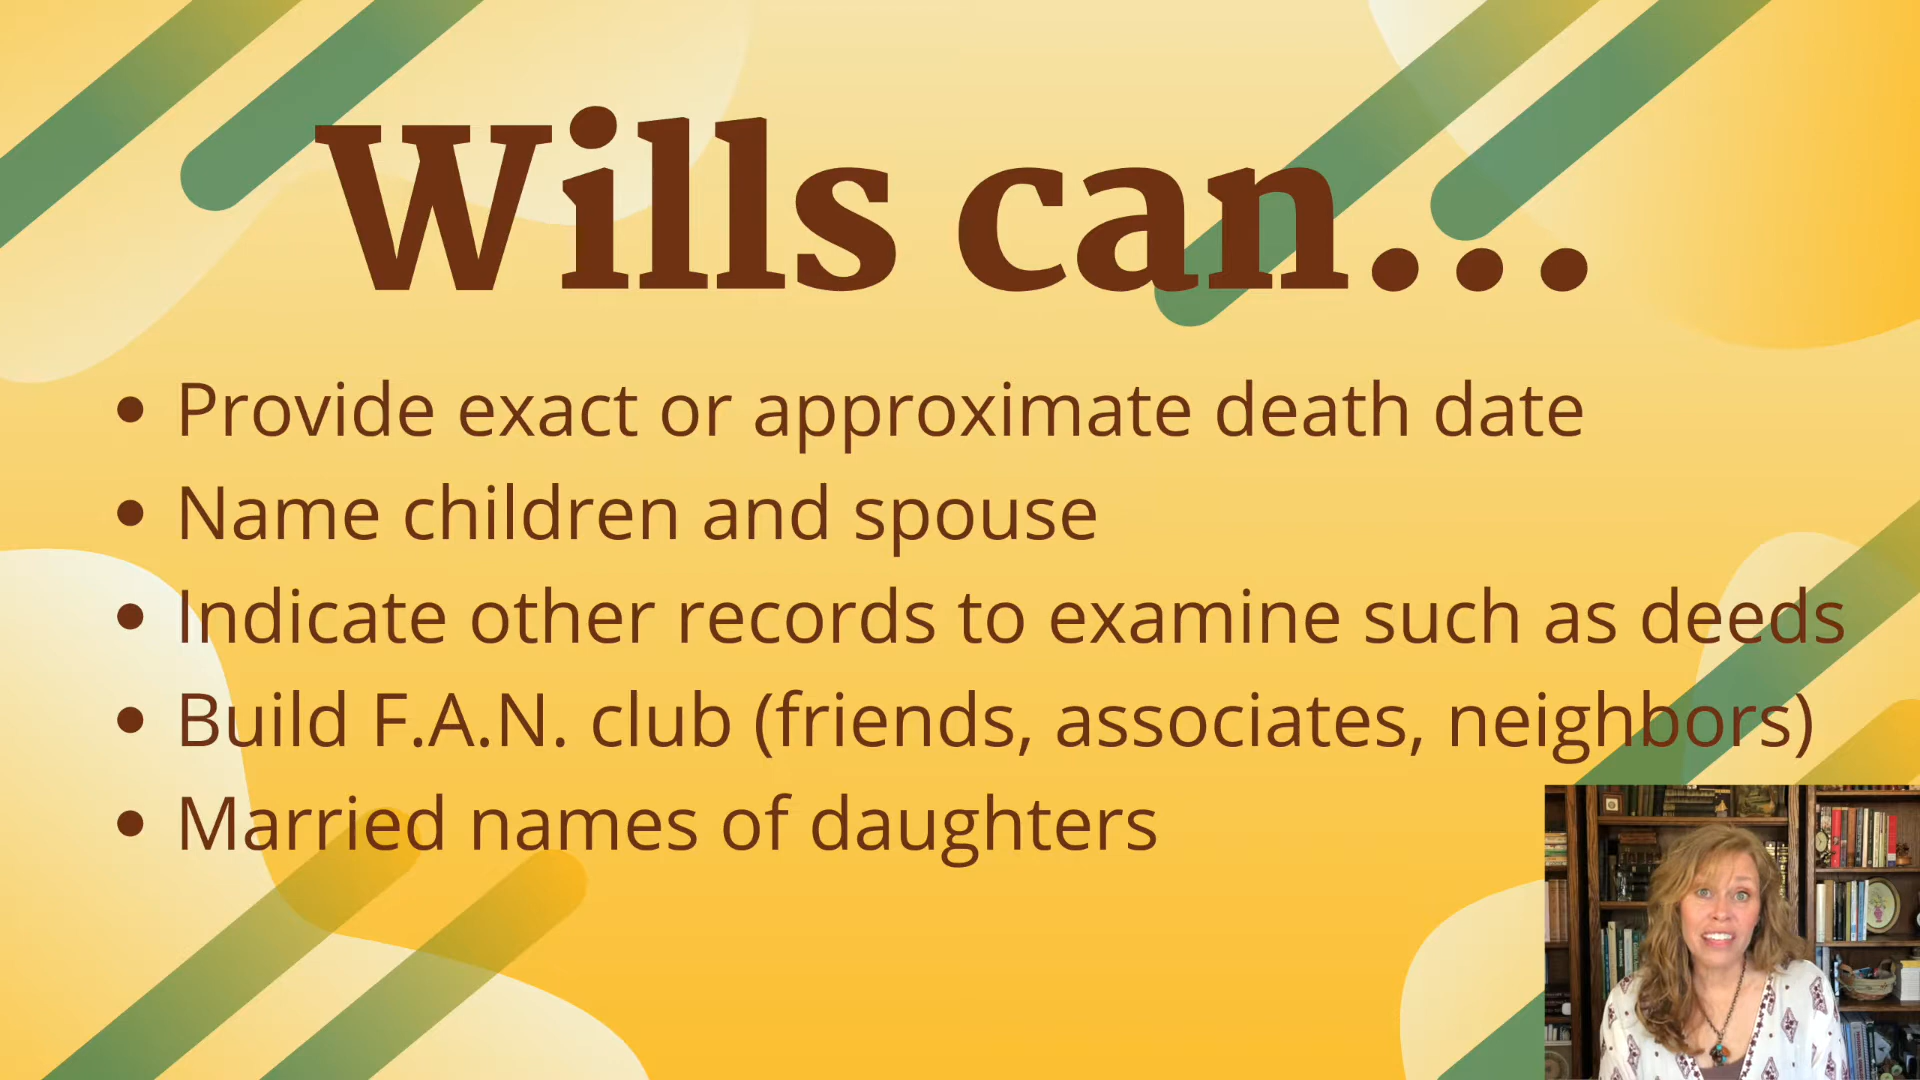 Wills can...
• Provide exact or approximate death date
• Name children and spouse
• Indicate other records to examine such as deeds
• Build F.A.N. club (friends, associates, neighbors)
• Married names of daughters